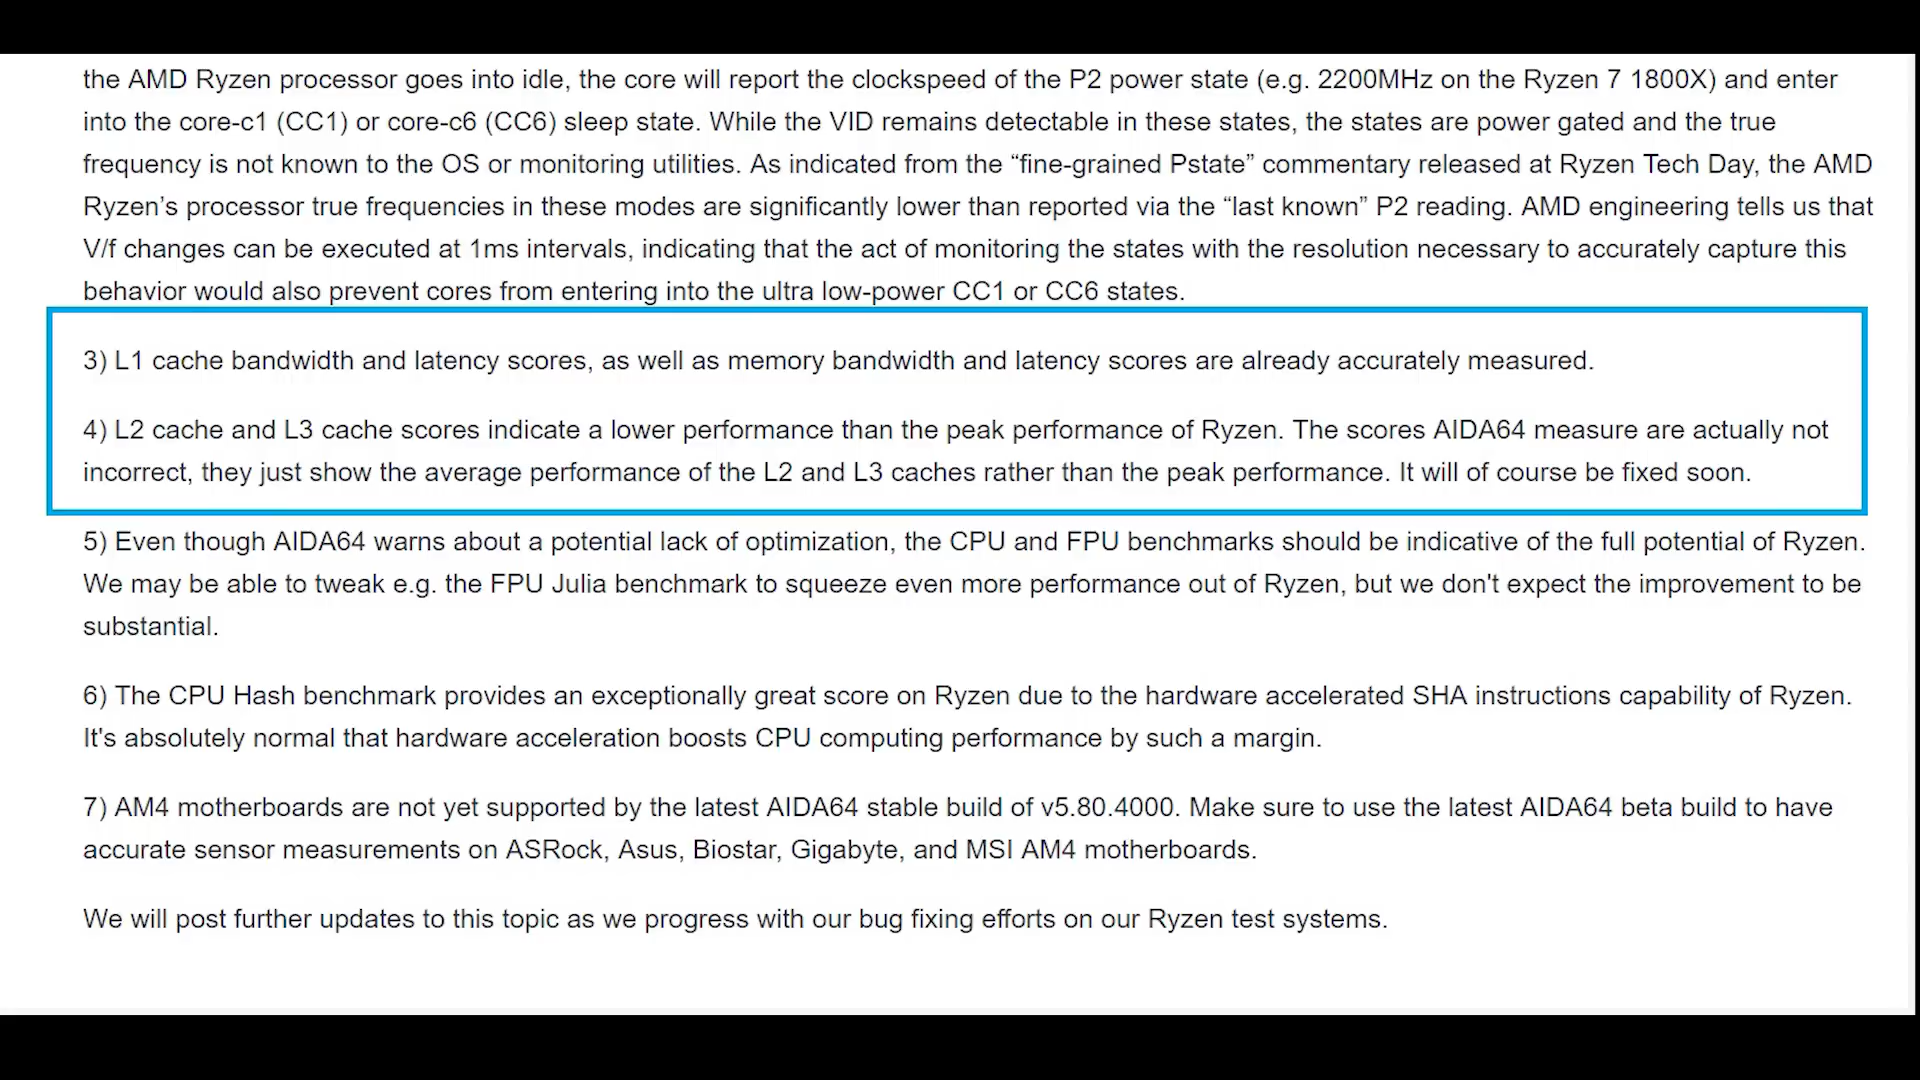 the AMD Ryzen processor goes into idle, the core will report the clockspeed of the P2 power state (e.g. 2200MHz on the Ryzen 7 1800X) and enter
into the core-c1 (CC1) or core-c6 (CC6) sleep state. While the VID remains detectable in these states, the states are power gated and the true
frequency is not known to the OS or monitoring utilities. As indicated from the “fine-grained Pstate” commentary released at Ryzen Tech Day, the AMD
Ryzen’s processor true frequencies in these modes are significantly lower than reported via the “last known” P2 reading. AMD engineering tells us that
V/f changes can be executed at 1ms intervals, indicating that the act of monitoring the states with the resolution necessary to accurately capture this
behavior would also prevent cores from entering into the ultra low-power CC1 or CC6 states.
3) L1 cache bandwidth and latency scores, as well as memory bandwidth and latency scores are already accurately measured.
4) L2 cache and L3 cache scores indicate a lower performance than the peak performance of Ryzen. The scores AIDA64 measure are actually not
incorrect, they just show the average performance of the L2 and L3 caches rather than the peak performance. It will of course be fixed soon.
5) Even though AIDA64 warns about a potential lack of optimization, the CPU and FPU benchmarks should be indicative of the full potential of Ryzen.
We may be able to tweak e.g. the FPU Julia benchmark to squeeze even more performance out of Ryzen, but we don't expect the improvement to be
substantial.
6) The CPU Hash benchmark provides an exceptionally great score on Ryzen due to the hardware accelerated SHA instructions capability of Ryzen.
It's absolutely normal that hardware acceleration boosts CPU computing performance by such a margin.
7) AM4 motherboards are not yet supported by the latest AIDA64 stable build of v5.80.4000. Make sure to use the latest AIDA64 beta build to have
accurate sensor measurements on ASRock, Asus, Biostar, Gigabyte, and MSI AM4 motherboards.
We will post further updates to this topic as we progress with our bug fixing efforts on our Ryzen test systems.